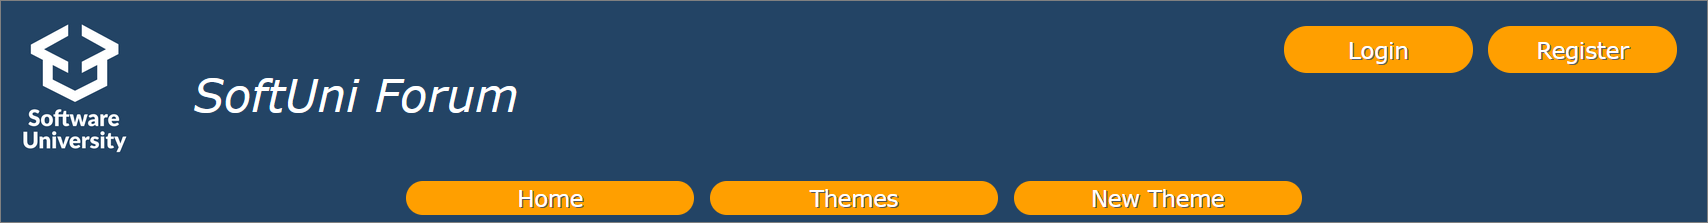 Software
University
SoftUni Forum
Login
Register
Home
Themes
New Theme